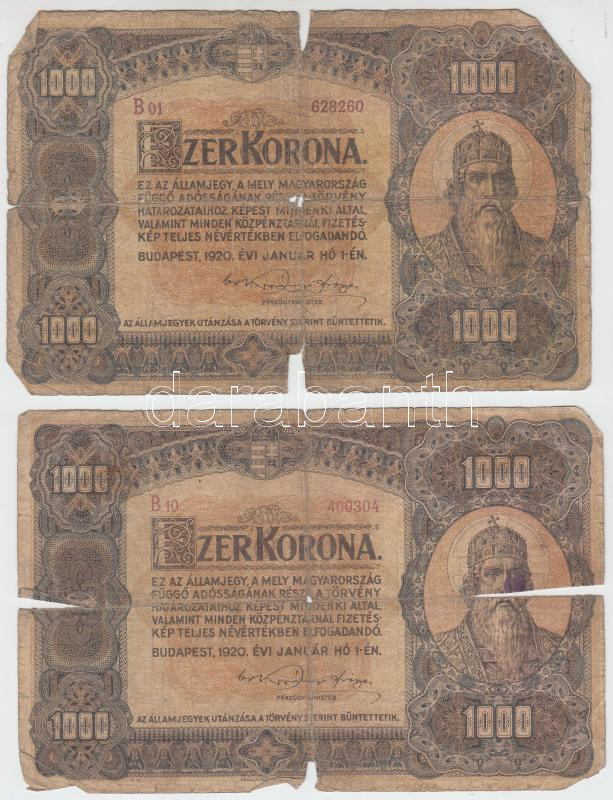 1000
1000
B 01 628260
EZER KORONA.
EZ AZ ÁLLAMJEGY, A MELY MAGYARORSZÁG
FÜGGŐ ADÓSSÁGÁNAK RÉSZE, A TÖRVÉNY
HATÁROZATAIHOZ KÉPEST MINDENKI ÁLTAL,
VALAMINT MINDEN KÖZPÉNZTÁRNÁL FIZETÉS-
KÉP TELJES NÉVÉRTÉKBEN ELFOGADANDÓ.
BUDAPEST, 1920. ÉVI JANUÁR HÓ 1-ÉN.
PÉNZÜGYMINISTER.
1000
1000
AZ ÁLLAMJEGYEK UTÁNZÁSA A TÖRVÉNY SZERINT BÜNTETTETIK.
darabanth
1000
1000
B 10 400304
EZER KORONA.
EZ AZ ÁLLAMJEGY, A MELY MAGYARORSZÁG
FÜGGŐ ADÓSSÁGÁNAK RÉSZE, A TÖRVÉNY
HATÁROZATAIHOZ KÉPEST MINDENKI ÁLTAL,
VALAMINT MINDEN KÖZPÉNZTÁRNÁL FIZETÉS-
KÉP TELJES NÉVÉRTÉKBEN ELFOGADANDÓ.
BUDAPEST, 1920. ÉVI JANUÁR HÓ 1-ÉN.
PÉNZÜGYMINISTER.
1000
1000
AZ ÁLLAMJEGYEK UTÁNZÁSA A TÖRVÉNY SZERINT BÜNTETTETIK.